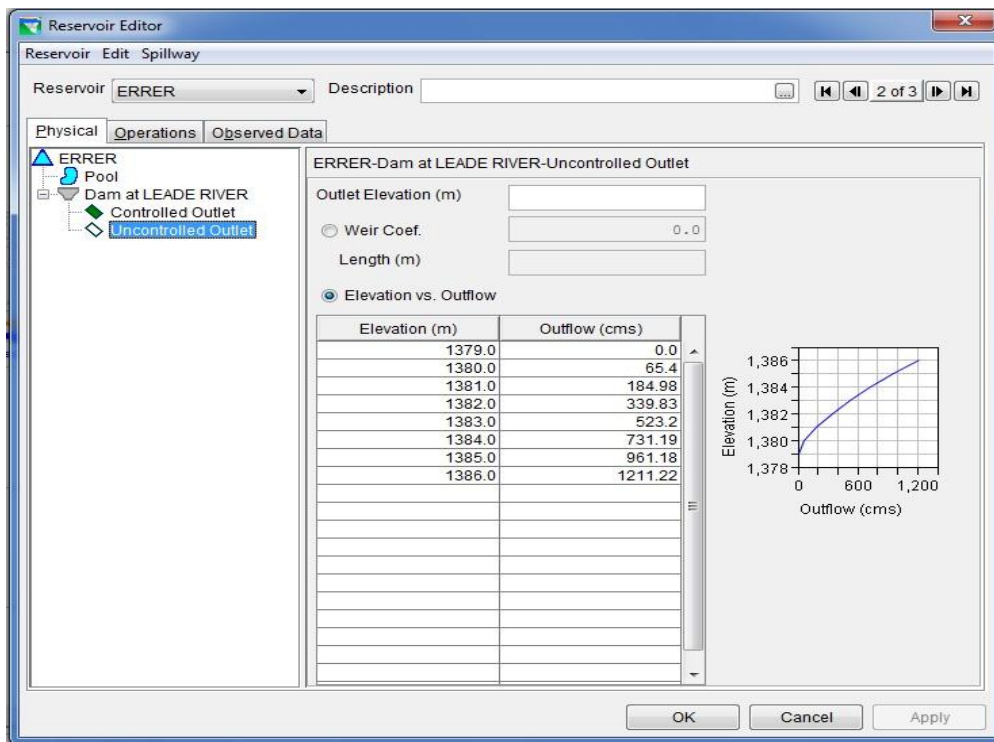 Reservoir Editor
Reservoir Edit Spillway
Reservoir ERRER Description ... 2 of 3
Physical Operations Observed Data
ERRER
Pool
Dam at LEADE RIVER
Controlled Outlet
Uncontrolled Outlet
ERRER-Dam at LEADE RIVER-Uncontrolled Outlet
Outlet Elevation (m)
Weir Coef. 0.0
Length (m)
Elevation vs. Outflow
Elevation (m) Outflow (cms)
1379.0 0.0
1380.0 65.4
1381.0 184.98
1382.0 339.83
1383.0 523.2
1384.0 731.19
1385.0 961.18
1386.0 1211.22
Elevation (m)
1,386
1,384
1,382
1,380
1,378
0 600 1,200
Outflow (cms)
OK Cancel Apply